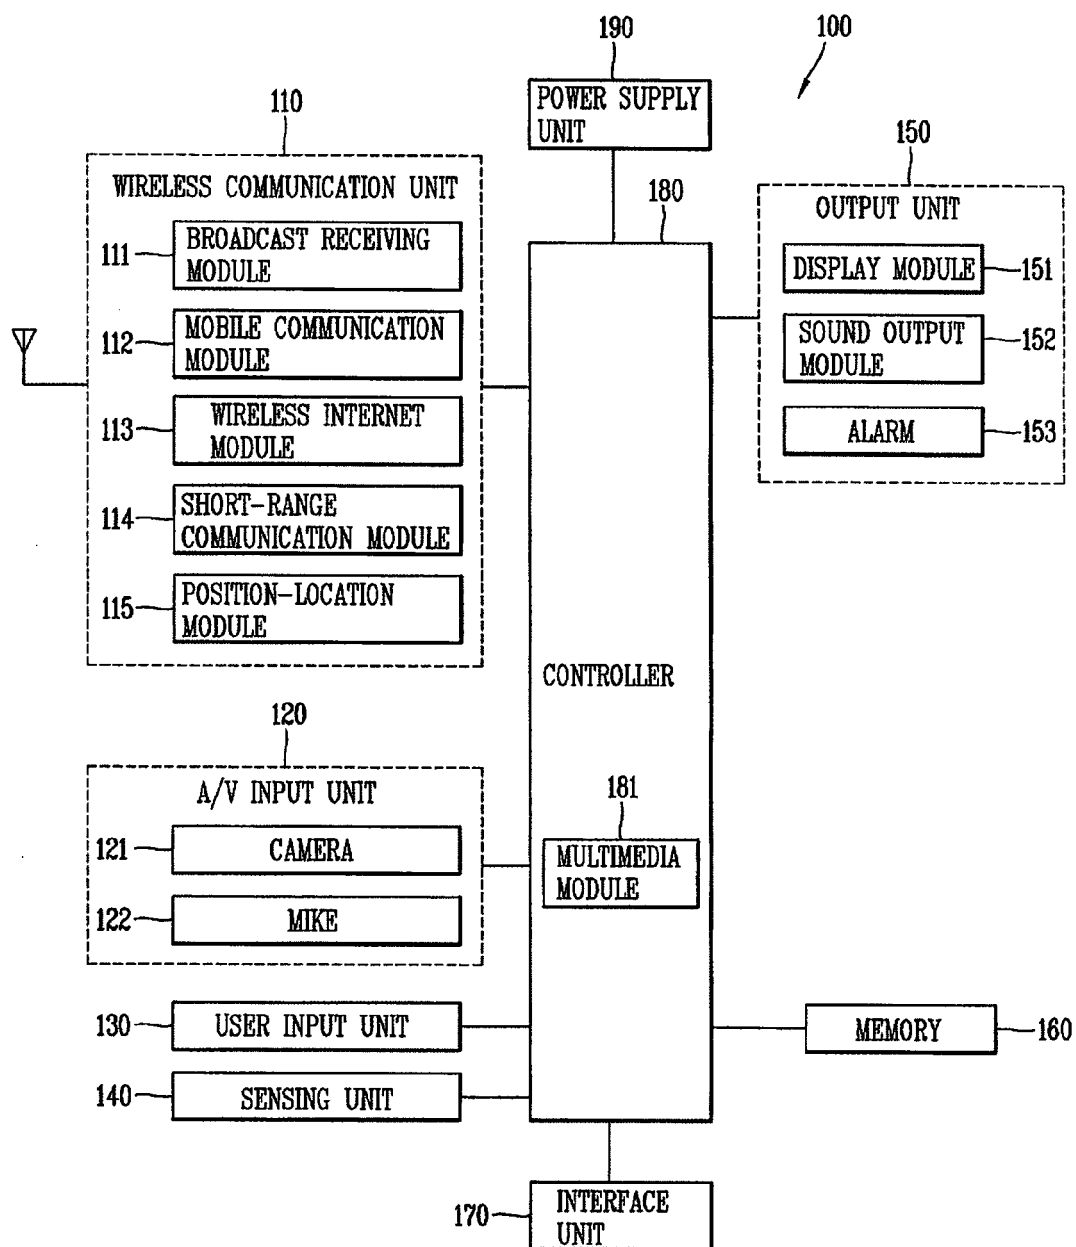 190
100
POWER SUPPLY
UNIT
110
WIRELESS COMMUNICATION UNIT
111
BROADCAST RECEIVING
MODULE
112
MOBILE COMMUNICATION
MODULE
113
WIRELESS INTERNET
MODULE
114
SHORT-RANGE
COMMUNICATION MODULE
115
POSITION-LOCATION
MODULE
180
150
OUTPUT UNIT
DISPLAY MODULE
151
SOUND OUTPUT
MODULE
152
ALARM
153
CONTROLLER
181
MULTIMEDIA
MODULE
120
A/V INPUT UNIT
121
CAMERA
122
MIKE
130
USER INPUT UNIT
140
SENSING UNIT
MEMORY
160
170
INTERFACE
UNIT